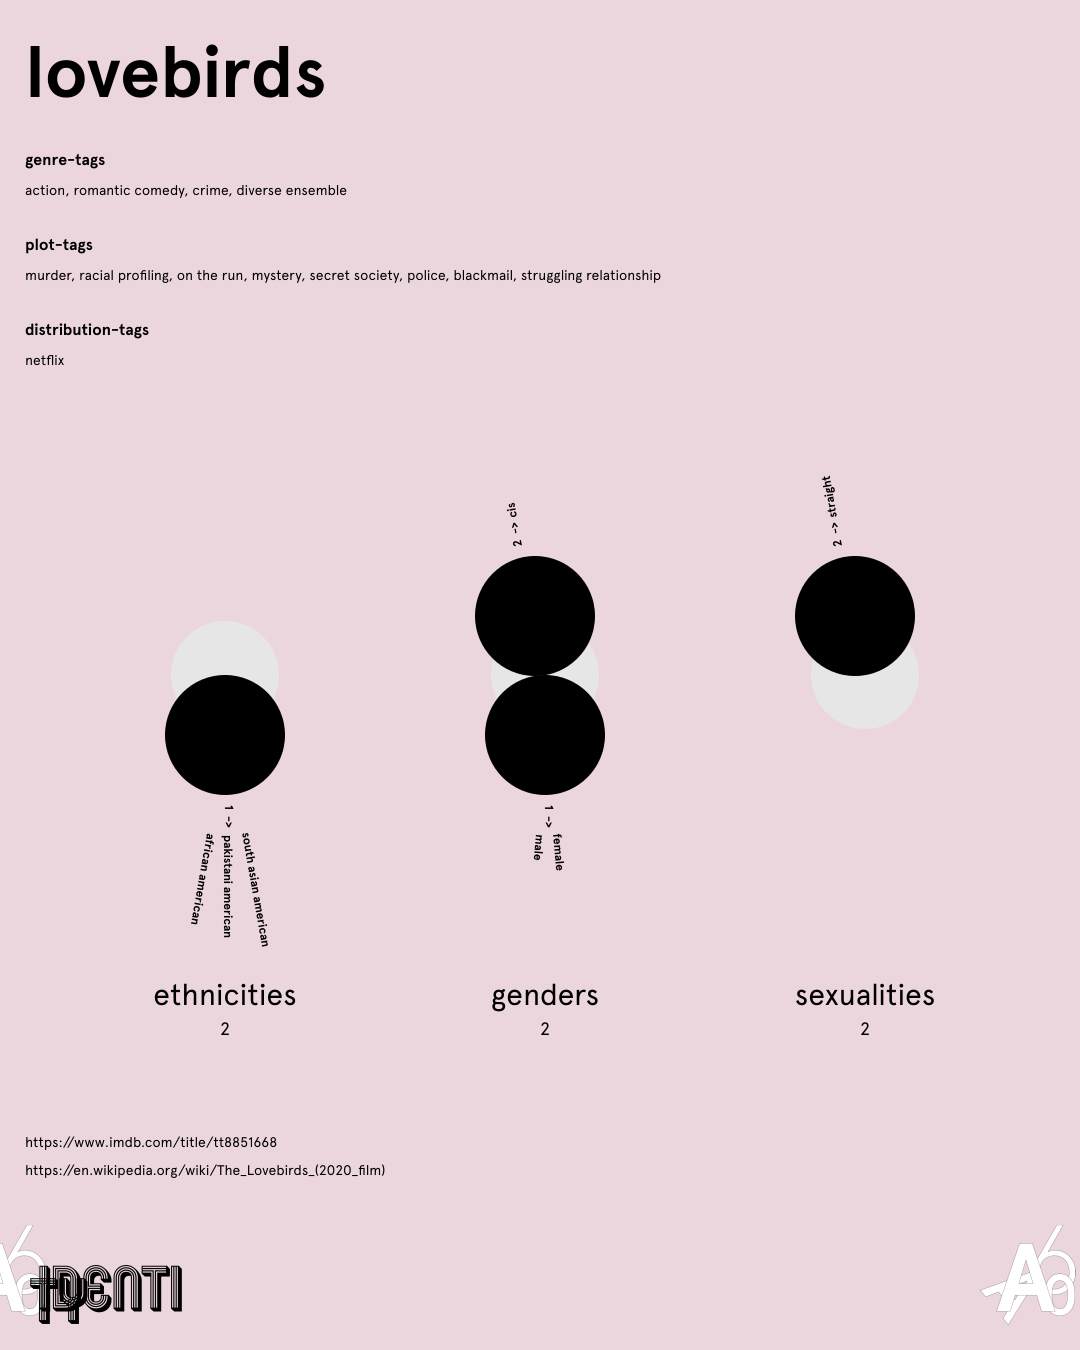 lovebirds
genre-tags
action, romantic comedy, crime, diverse ensemble
plot-tags
murder, racial profiling, on the run, mystery, secret society, police, blackmail, struggling relationship
distribution-tags
netflix
2 -> cis
2 -> straight
1 ->
african american
pakistani american
south asian american
1 ->
male
female
ethnicities
2
genders
2
sexualities
2
https://www.imdb.com/title/tt8851668
https://en.wikipedia.org/wiki/The_Lovebirds_(2020_film)
IDENTI